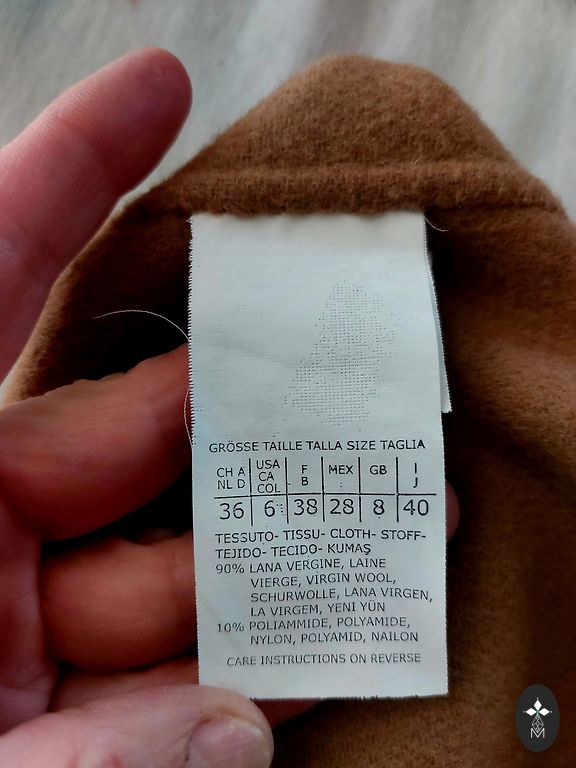 GRÖSSE TAILLE TALLA SIZE TAGLIA
CH A NL D | USA CA COL | F B | MEX | GB | I J
36 | 6 | 38 | 28 | 8 | 40
TESSUTO- TISSU- CLOTH- STOFF-
TEJIDO- TECIDO- KUMAŞ
90% LANA VERGINE, LAINE
VIERGE, VIRGIN WOOL,
SCHURWOLLE, LANA VIRGEN,
LA VIRGEM, YENI YÜN
10% POLIAMMIDE, POLYAMIDE,
NYLON, POLYAMID, NAILON
CARE INSTRUCTIONS ON REVERSE
M